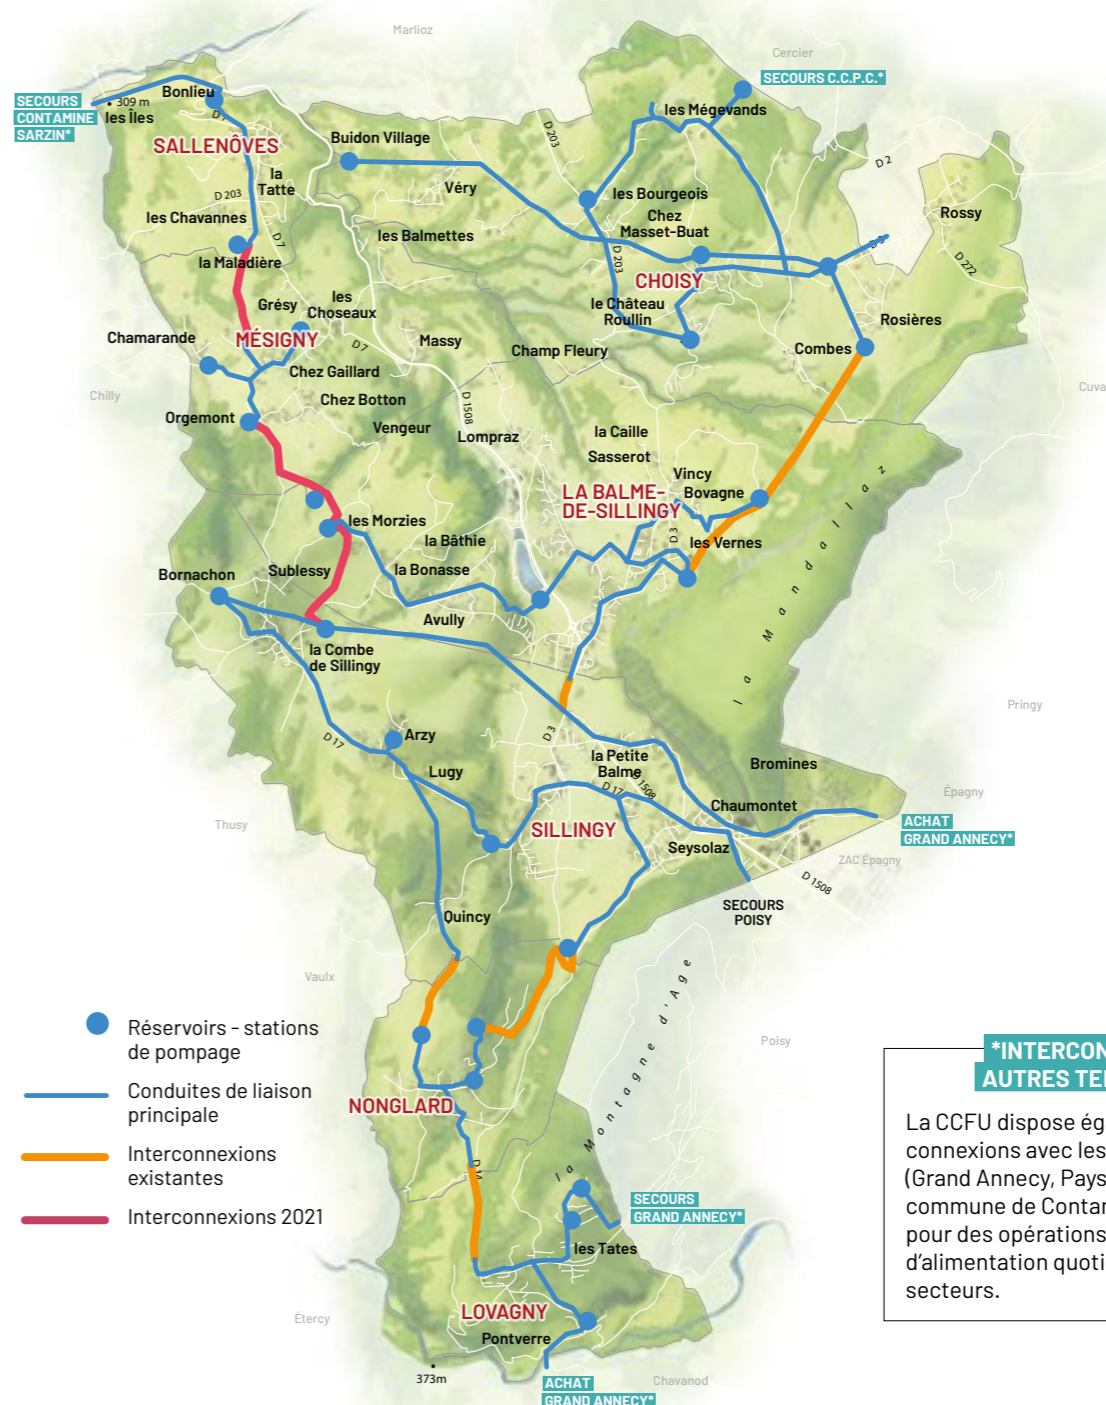 Marlioz
Cercier
SECOURS C.C.P.C.*
Bonlieu
SECOURS
CONTAMINE
SARZIN*
309 m
les Îles
les Mégevands
D 203
SALLENÔVES
Buidon Village
D 2
la
Tatte
Véry
les Bourgeois
D 203
Chez
Masset-Buat
Rossy
les Chavannes
D 7
les Balmettes
D 203
D 3
D 272
la Maladière
CHOISY
Grésy
les
Choseaux
le Château
Roullin
Rosières
Chamarande
MÉSIGNY
D 7
Massy
Champ Fleury
Combes
Chez Gaillard
Chilly
Cuva
Chez Botton
D 1508
Orgemont
Vengeur
Lompraz
la Caille
Sasserot
Vincy
Bovagne
LA BALME-
DE-SILLINGY
la Mandallaz
les Morzies
D 3
les Vernes
la Bâthie
Bornachon
Sublessy
la Bonasse
Avully
la Combe
de Sillingy
Pringy
D 17
Arzy
D 3
la Petite
Balme
D 1508
Bromines
Lugy
D 17
Chaumontet
Épagny
Thusy
SILLINGY
ACHAT
GRAND ANNECY*
Seysolaz
ZAC Épagny
D 1508
SECOURS
POISY
Quincy
Vaulx
la Montagne d'Age
Poisy
Réservoirs - stations
de pompage
Conduites de liaison
principale
Interconnexions
existantes
Interconnexions 2021
NONGLARD
D 14
SECOURS
GRAND ANNECY*
les Tates
Étercy
LOVAGNY
Pontverre
373m
Chavanod
ACHAT
GRAND ANNECY*
*INTERCON
AUTRES TE
La CCFU dispose ég
connexions avec les
(Grand Annecy, Pays
commune de Contar
pour des opérations
d'alimentation quoti
secteurs.